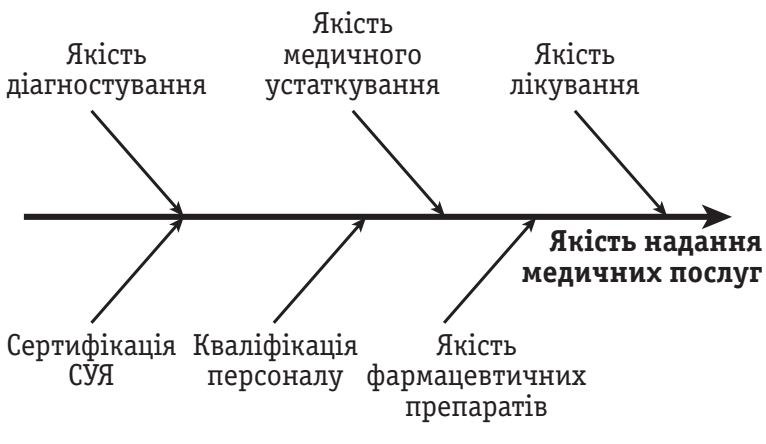 Якість
діагностування
Якість
медичного
устаткування
Якість
лікування
Якість надання
медичних послуг
Сертифікація
СУЯ
Кваліфікація
персоналу
Якість
фармацевтичних
препаратів